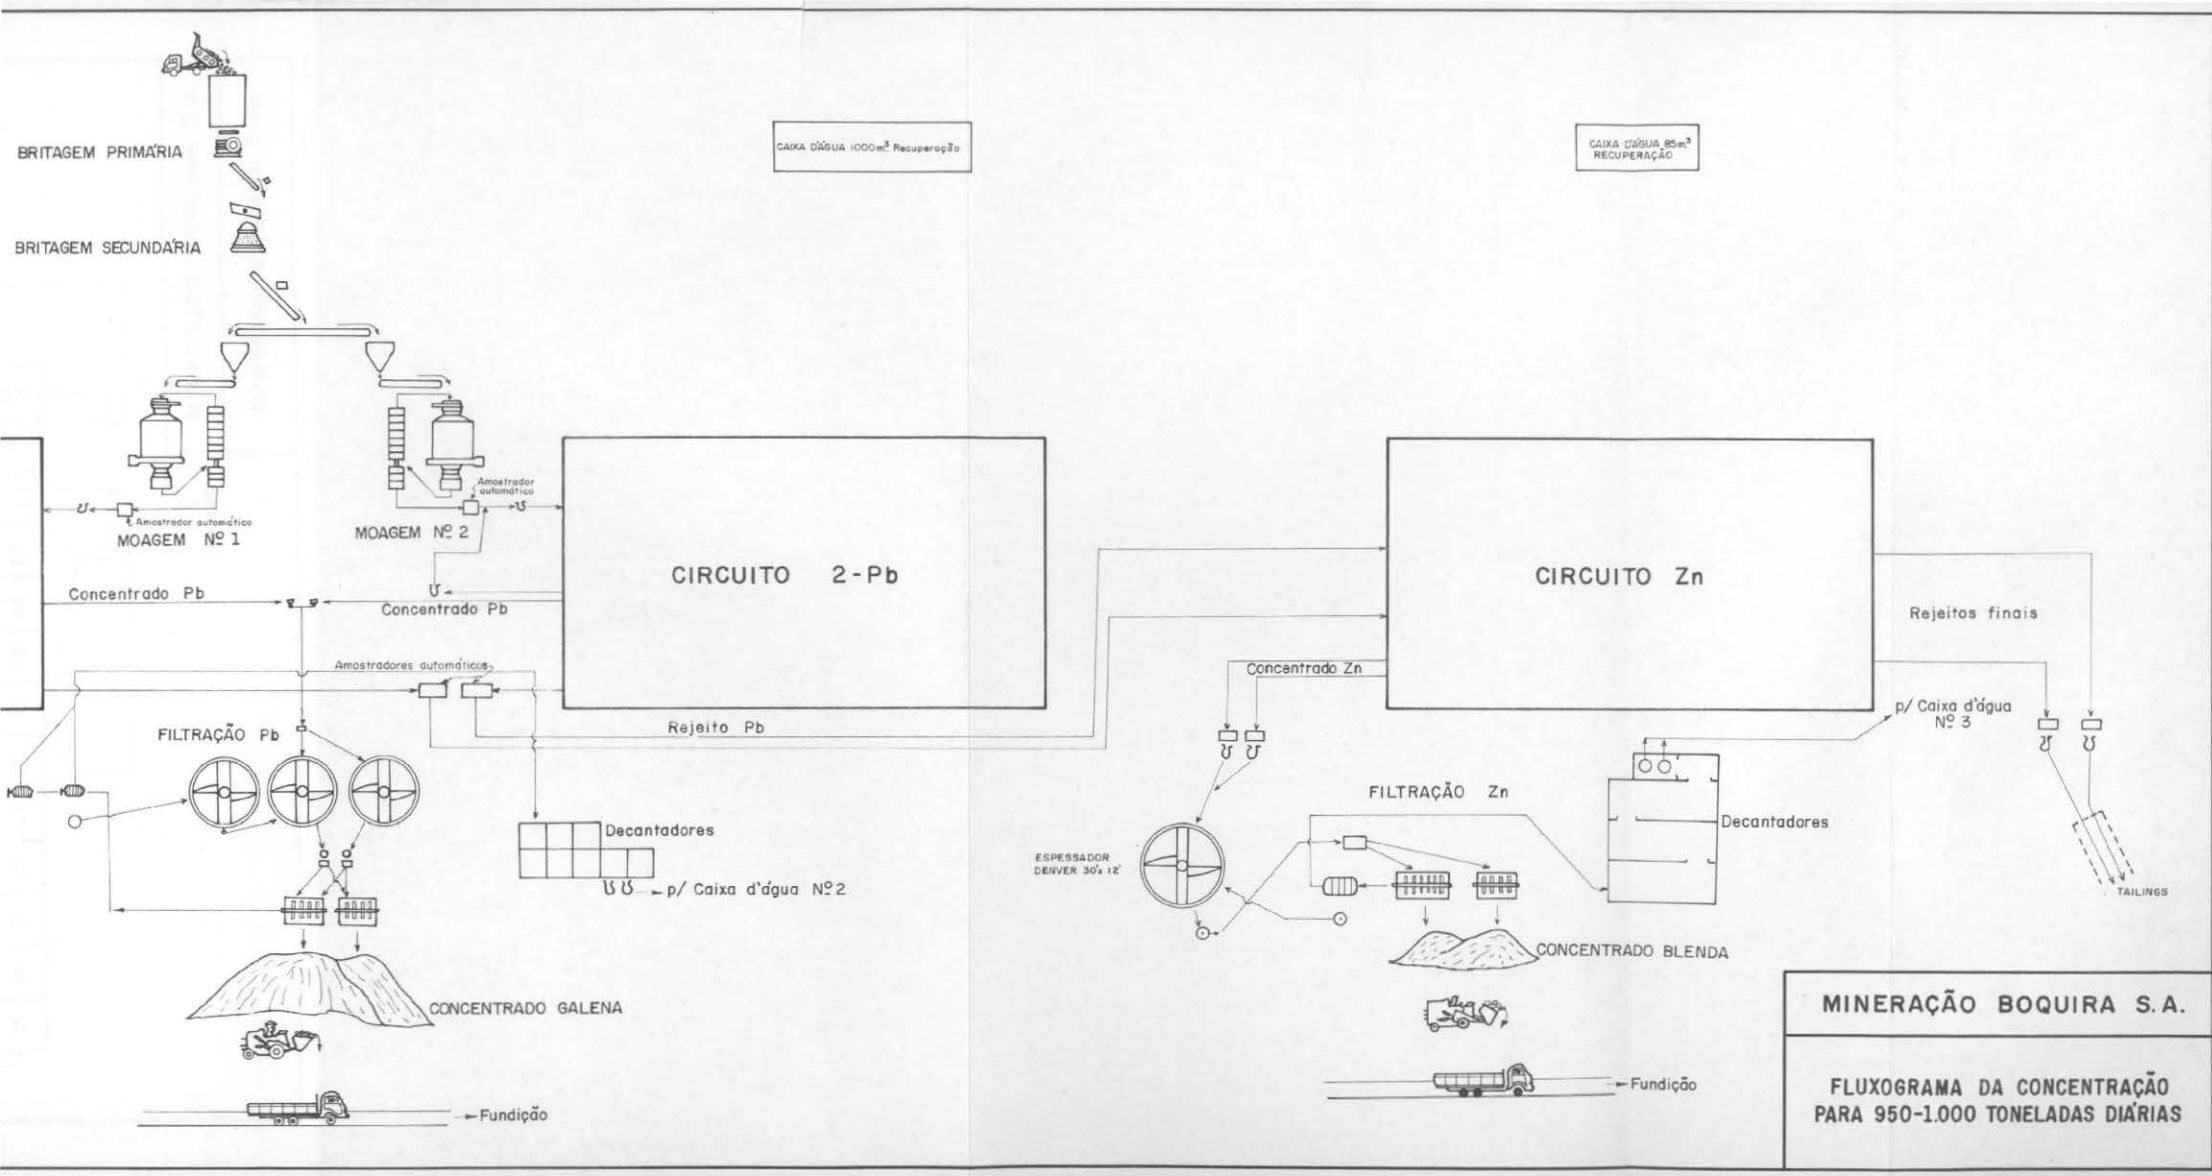 BRITAGEM PRIMÁRIA
CAIXA D'ÁGUA 1000m³ Recuperação
CAIXA D'ÁGUA 85m³
RECUPERAÇÃO
BRITAGEM SECUNDÁRIA
Amostrador
automático
Amostrador automático
MOAGEM Nº 1
MOAGEM Nº 2
CIRCUITO 2-Pb
CIRCUITO Zn
Concentrado Pb
Concentrado Pb
Rejeitos finais
Amostradores automáticos
Concentrado Zn
Rejeito Pb
p/ Caixa d'água
Nº 3
FILTRAÇÃO Pb
FILTRAÇÃO Zn
Decantadores
Decantadores
ESPESSADOR
DENVER 30'x 12'
p/ Caixa d'água Nº 2
TAILINGS
CONCENTRADO BLENDA
CONCENTRADO GALENA
Fundição
Fundição
MINERAÇÃO BOQUIRA S.A.
FLUXOGRAMA DA CONCENTRAÇÃO
PARA 950-1.000 TONELADAS DIÁRIAS